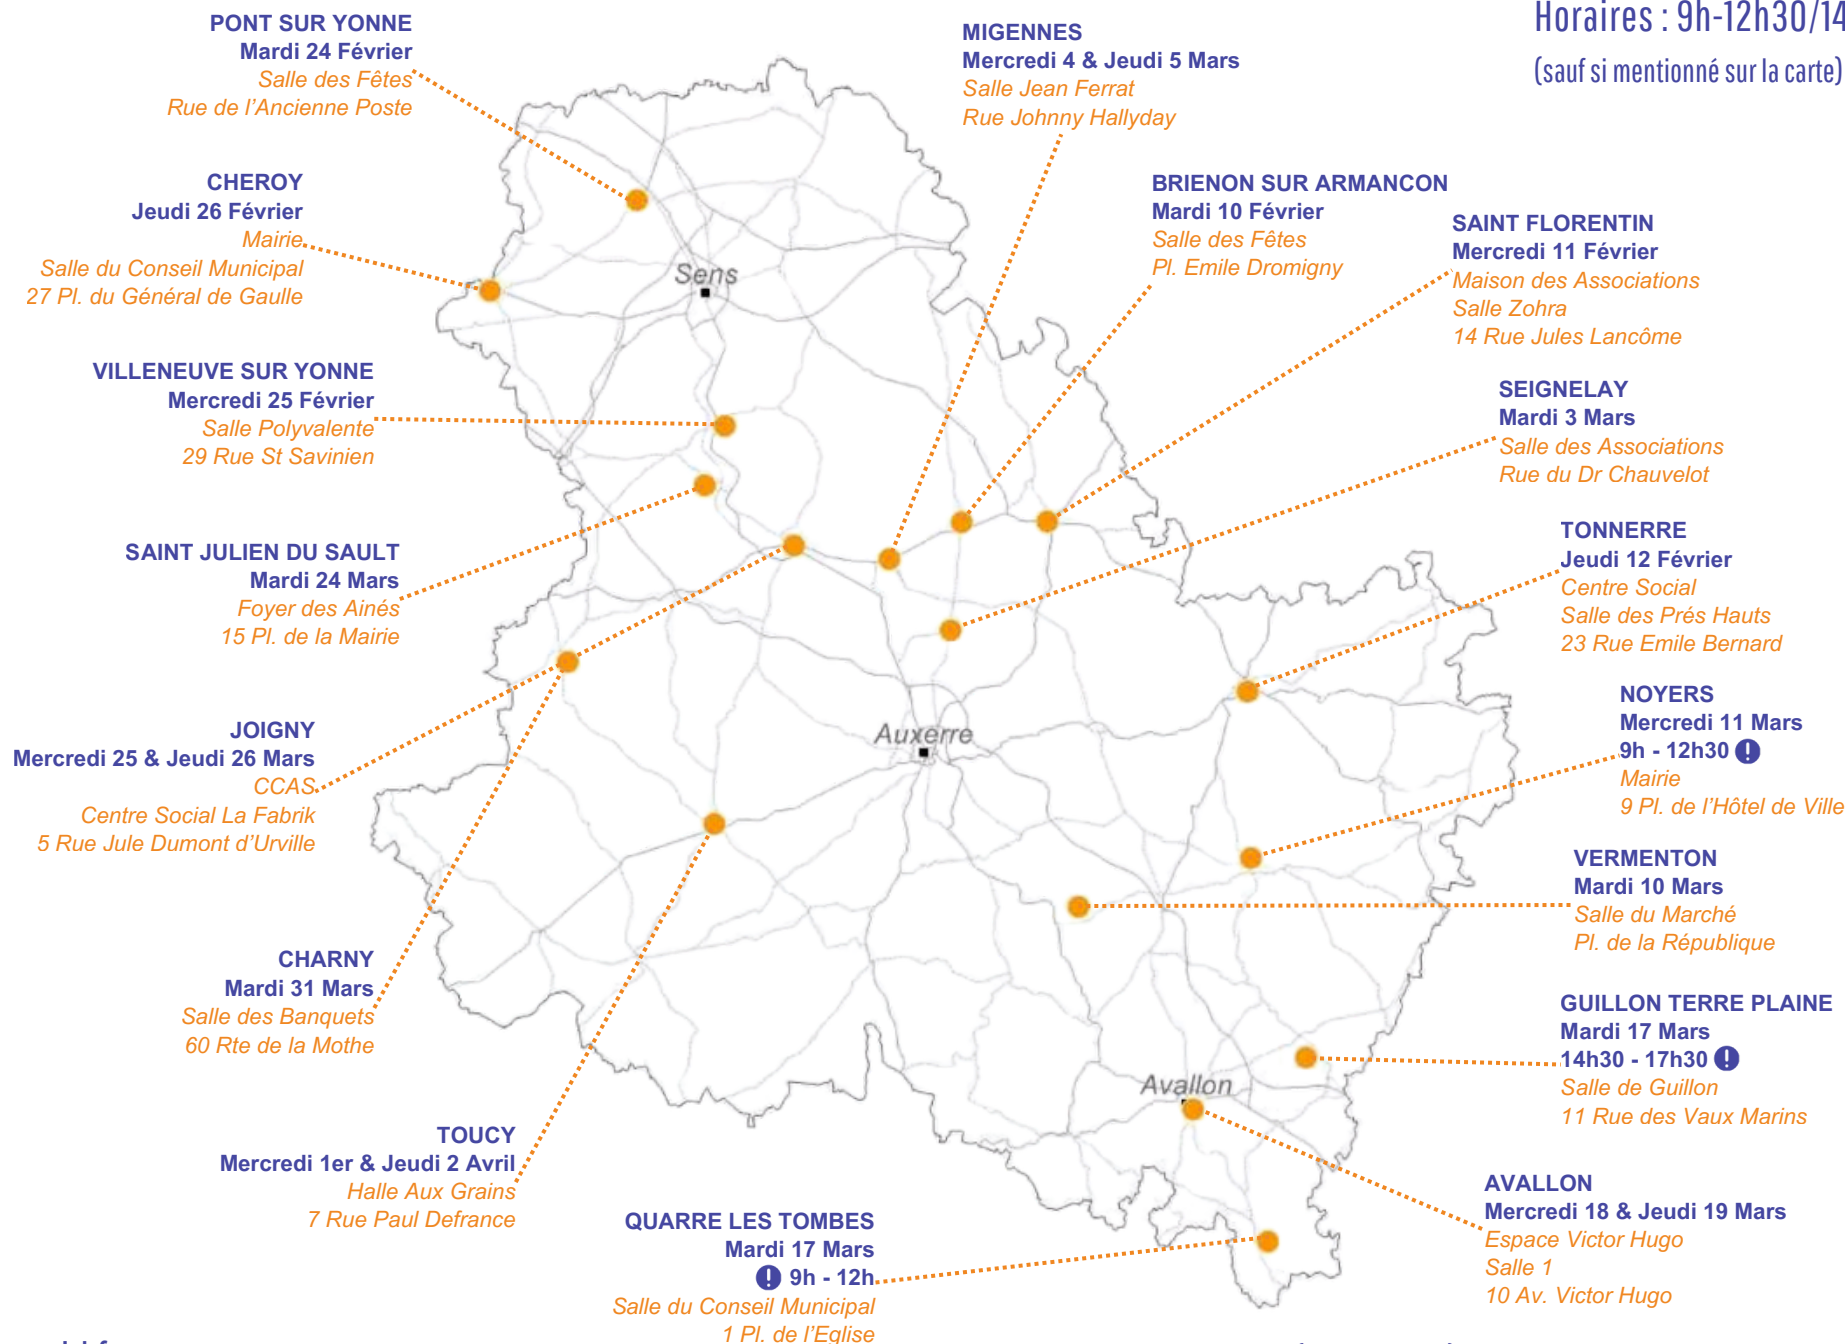 Horaires : 9h-12h30/14
(sauf si mentionné sur la carte)
PONT SUR YONNE
Mardi 24 Février
Salle des Fêtes
Rue de l'Ancienne Poste
MIGENNES
Mercredi 4 & Jeudi 5 Mars
Salle Jean Ferrat
Rue Johnny Hallyday
CHEROY
Jeudi 26 Février
Mairie
Salle du Conseil Municipal
27 Pl. du Général de Gaulle
BRIENON SUR ARMANCON
Mardi 10 Février
Salle des Fêtes
Pl. Emile Dromigny
SAINT FLORENTIN
Mercredi 11 Février
Maison des Associations
Salle Zohra
14 Rue Jules Lancôme
Sens
VILLENEUVE SUR YONNE
Mercredi 25 Février
Salle Polyvalente
29 Rue St Savinien
SEIGNELAY
Mardi 3 Mars
Salle des Associations
Rue du Dr Chauvelot
SAINT JULIEN DU SAULT
Mardi 24 Mars
Foyer des Ainés
15 Pl. de la Mairie
TONNERRE
Jeudi 12 Février
Centre Social
Salle des Prés Hauts
23 Rue Emile Bernard
JOIGNY
Mercredi 25 & Jeudi 26 Mars
CCAS
Centre Social La Fabrik
5 Rue Jule Dumont d'Urville
Auxerre
NOYERS
Mercredi 11 Mars
9h - 12h30
Mairie
9 Pl. de l'Hôtel de Ville
VERMENTON
Mardi 10 Mars
Salle du Marché
Pl. de la République
CHARNY
Mardi 31 Mars
Salle des Banquets
60 Rte de la Mothe
GUILLON TERRE PLAINE
Mardi 17 Mars
14h30 - 17h30
Salle de Guillon
11 Rue des Vaux Marins
Avallon
TOUCY
Mercredi 1er & Jeudi 2 Avril
Halle Aux Grains
7 Rue Paul Defrance
AVALLON
Mercredi 18 & Jeudi 19 Mars
Espace Victor Hugo
Salle 1
10 Av. Victor Hugo
QUARRE LES TOMBES
Mardi 17 Mars
9h - 12h
Salle du Conseil Municipal
1 Pl. de l'Eglise